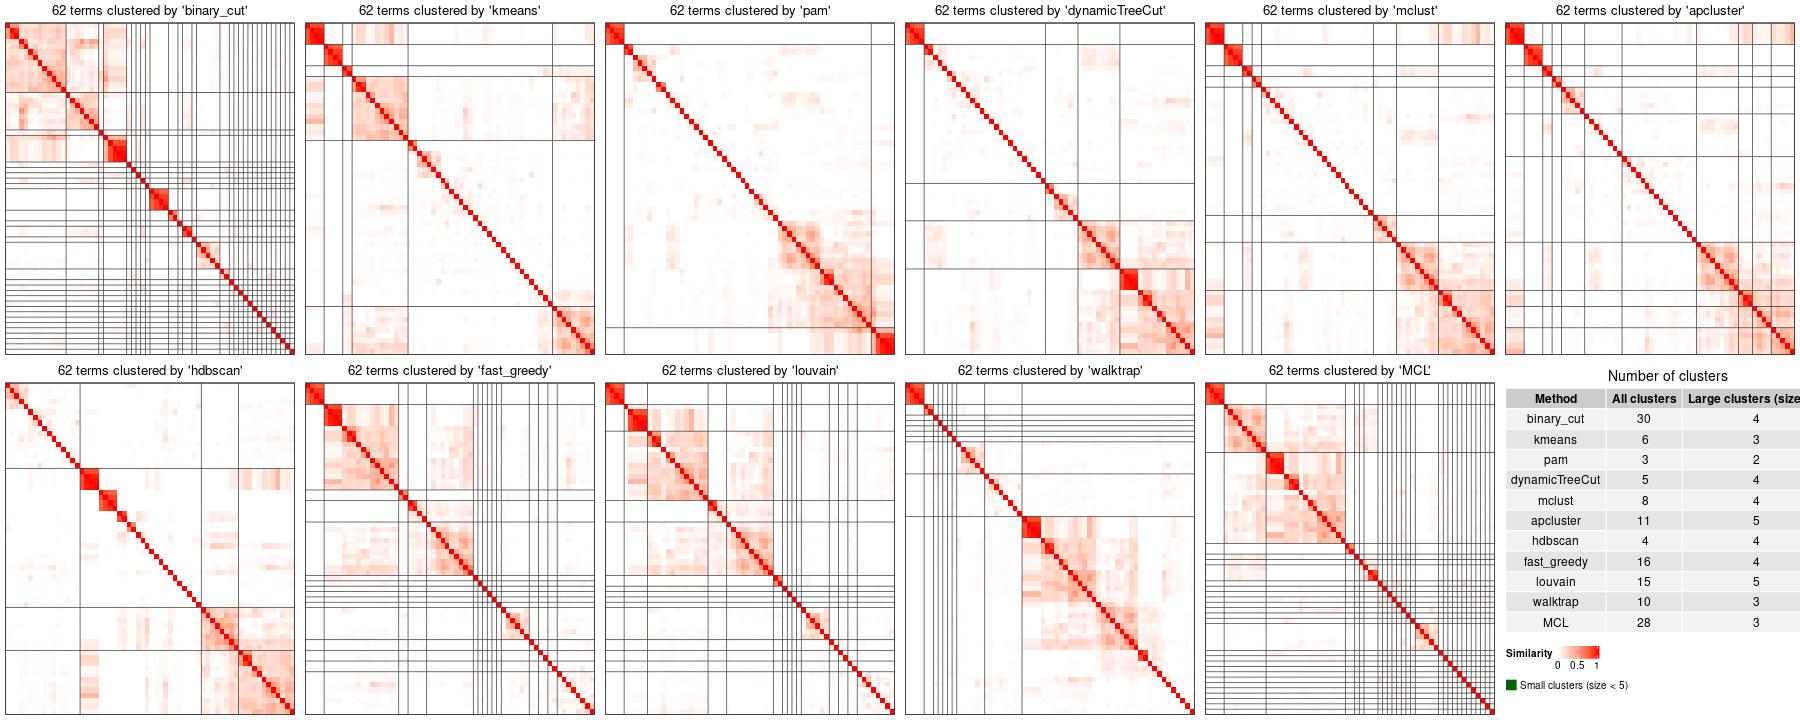 62 terms clustered by 'binary_cut'
62 terms clustered by 'kmeans'
62 terms clustered by 'pam'
62 terms clustered by 'dynamicTreeCut'
62 terms clustered by 'mclust'
62 terms clustered by 'apcluster'
62 terms clustered by 'hdbscan'
62 terms clustered by 'fast_greedy'
62 terms clustered by 'louvain'
62 terms clustered by 'walktrap'
62 terms clustered by 'MCL'
Number of clusters
Method All clusters Large clusters (size
binary_cut 30 4
kmeans 6 3
pam 3 2
dynamicTreeCut 5 4
mclust 8 4
apcluster 11 5
hdbscan 4 4
fast_greedy 16 4
louvain 15 5
walktrap 10 3
MCL 28 3
Similarity
0 0.5 1
Small clusters (size < 5)